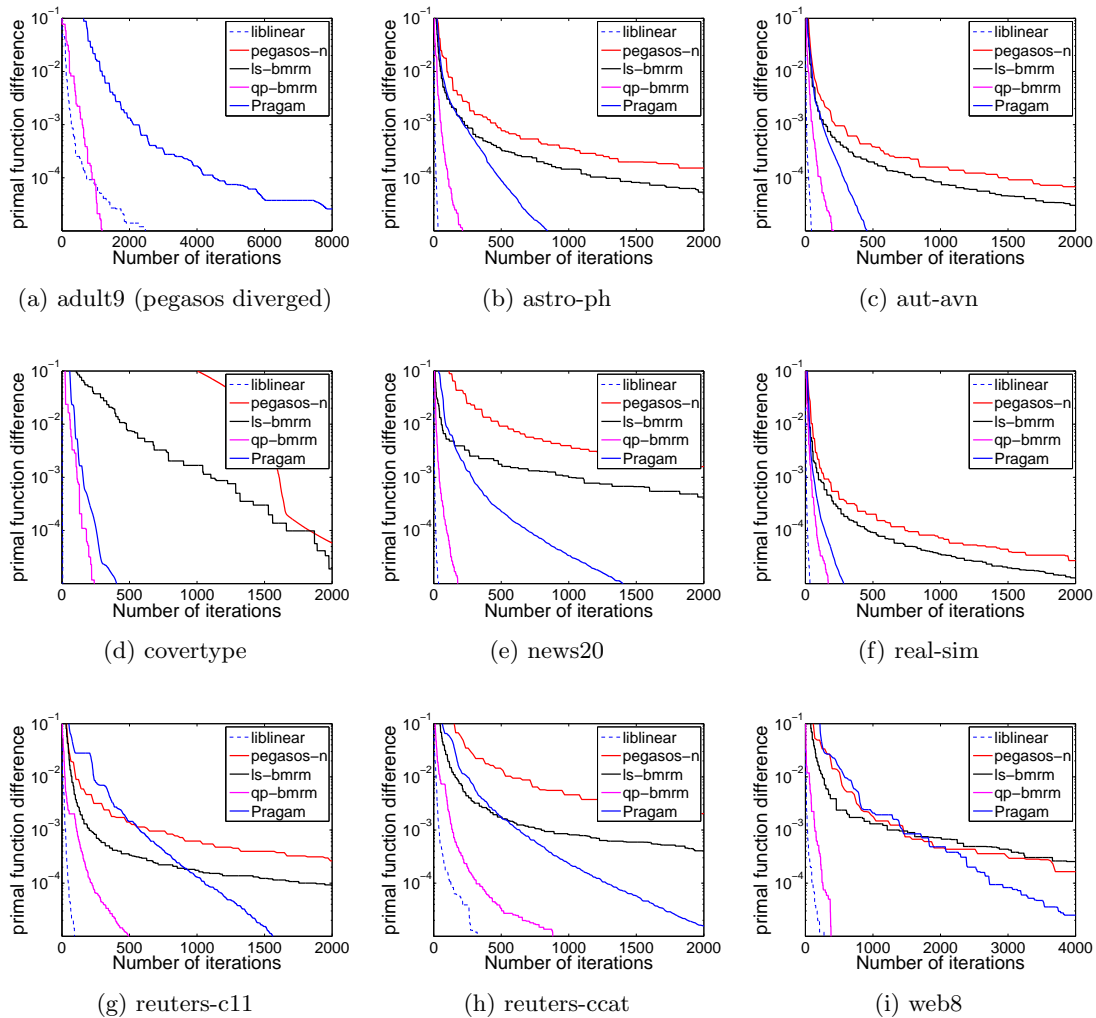 primal function difference
10⁻¹
10⁻²
10⁻³
10⁻⁴
liblinear
pegasos−n
ls−bmrm
qp−bmrm
Pragam
0 2000 4000 6000 8000
Number of iterations
(a) adult9 (pegasos diverged)
primal function difference
10⁻¹
10⁻²
10⁻³
10⁻⁴
liblinear
pegasos−n
ls−bmrm
qp−bmrm
Pragam
0 500 1000 1500 2000
Number of iterations
(b) astro-ph
primal function difference
10⁻¹
10⁻²
10⁻³
10⁻⁴
liblinear
pegasos−n
ls−bmrm
qp−bmrm
Pragam
0 500 1000 1500 2000
Number of iterations
(c) aut-avn
primal function difference
10⁻¹
10⁻²
10⁻³
10⁻⁴
liblinear
pegasos−n
ls−bmrm
qp−bmrm
Pragam
0 500 1000 1500 2000
Number of iterations
(d) covertype
primal function difference
10⁻¹
10⁻²
10⁻³
10⁻⁴
liblinear
pegasos−n
ls−bmrm
qp−bmrm
Pragam
0 500 1000 1500 2000
Number of iterations
(e) news20
primal function difference
10⁻¹
10⁻²
10⁻³
10⁻⁴
liblinear
pegasos−n
ls−bmrm
qp−bmrm
Pragam
0 500 1000 1500 2000
Number of iterations
(f) real-sim
primal function difference
10⁻¹
10⁻²
10⁻³
10⁻⁴
liblinear
pegasos−n
ls−bmrm
qp−bmrm
Pragam
0 500 1000 1500 2000
Number of iterations
(g) reuters-c11
primal function difference
10⁻¹
10⁻²
10⁻³
10⁻⁴
liblinear
pegasos−n
ls−bmrm
qp−bmrm
Pragam
0 500 1000 1500 2000
Number of iterations
(h) reuters-ccat
primal function difference
10⁻¹
10⁻²
10⁻³
10⁻⁴
liblinear
pegasos−n
ls−bmrm
qp−bmrm
Pragam
0 1000 2000 3000 4000
Number of iterations
(i) web8